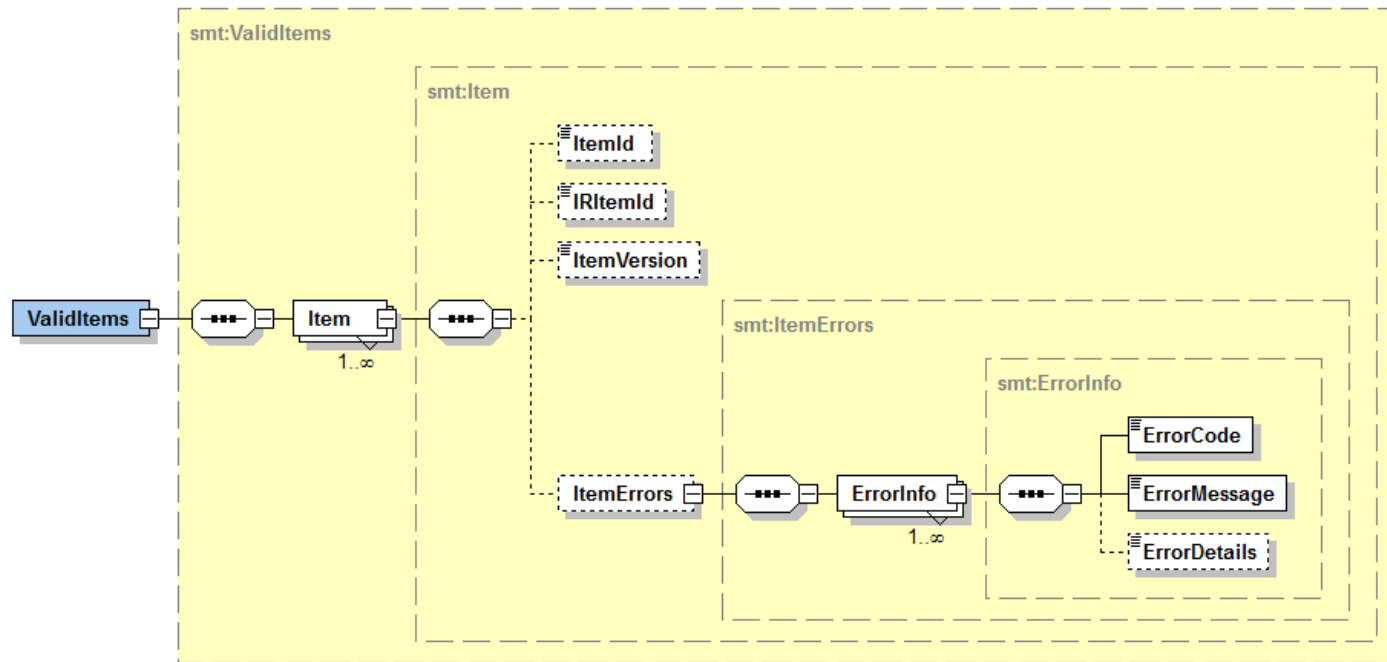 smt:ValidItems
smt:Item
ItemId
IRItemId
ItemVersion
ValidItems
Item
1..∞
smt:ItemErrors
smt:ErrorInfo
ErrorCode
ItemErrors
ErrorInfo
1..∞
ErrorMessage
ErrorDetails